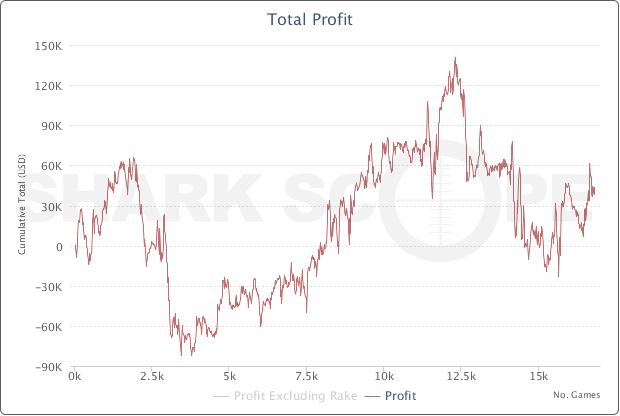 Total Profit
150K
120K
90K
60K
30K
0
−30K
−60K
−90K
Cumulative Total (USD)
SHARK SCOPE
0k
2.5k
5k
7.5k
10k
12.5k
15k
No. Games
Profit Excluding Rake
Profit